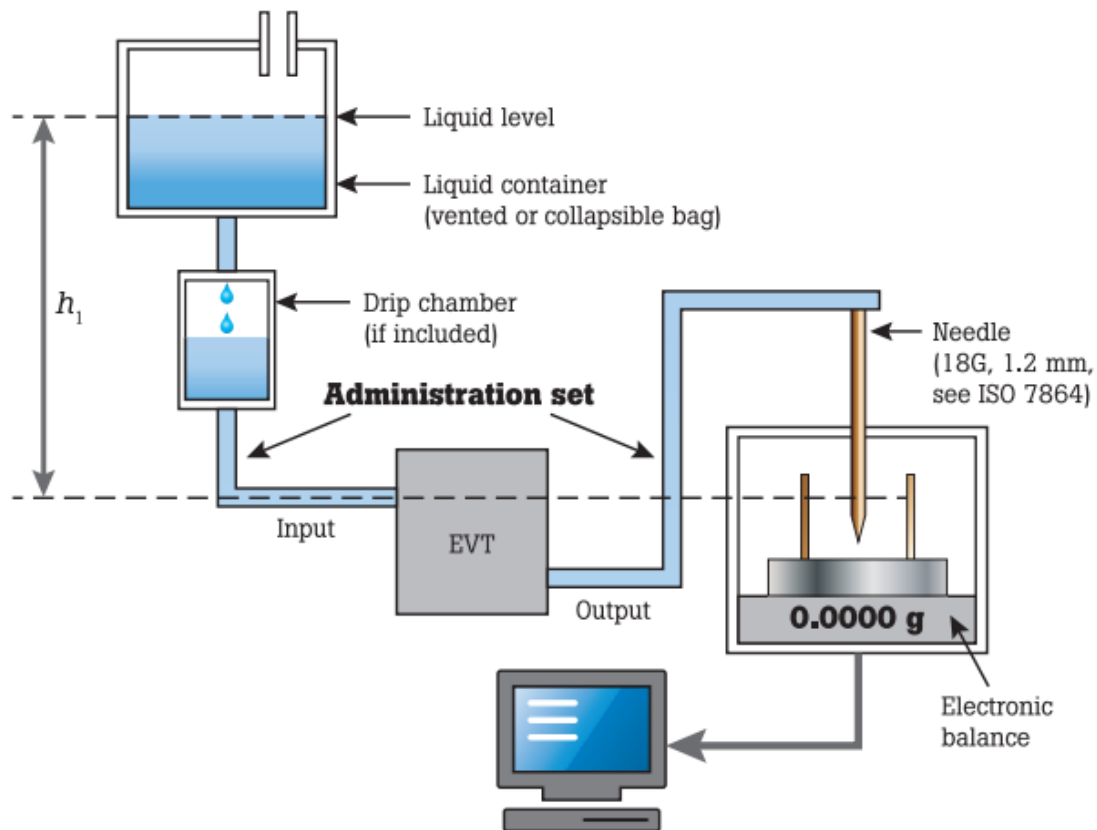 Liquid level
Liquid container
(vented or collapsible bag)
h₁
Drip chamber
(if included)
Needle
(18G, 1.2 mm,
see ISO 7864)
Administration set
Input
EVT
Output
0.0000 g
Electronic
balance